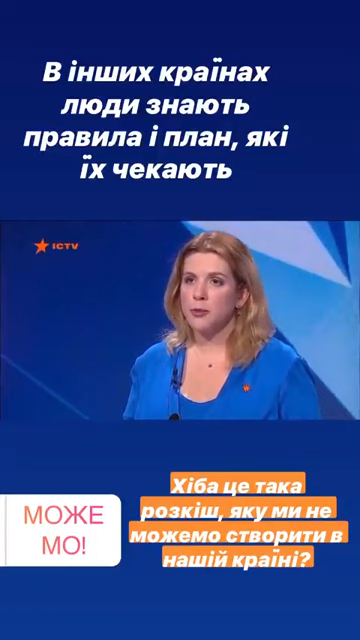 В інших країнах
люди знають
правила і план, які
їх чекають
ICTV
Хіба це така
розкіш, яку ми не
можемо створити в
нашій країні?
МОЖЕ
МО!